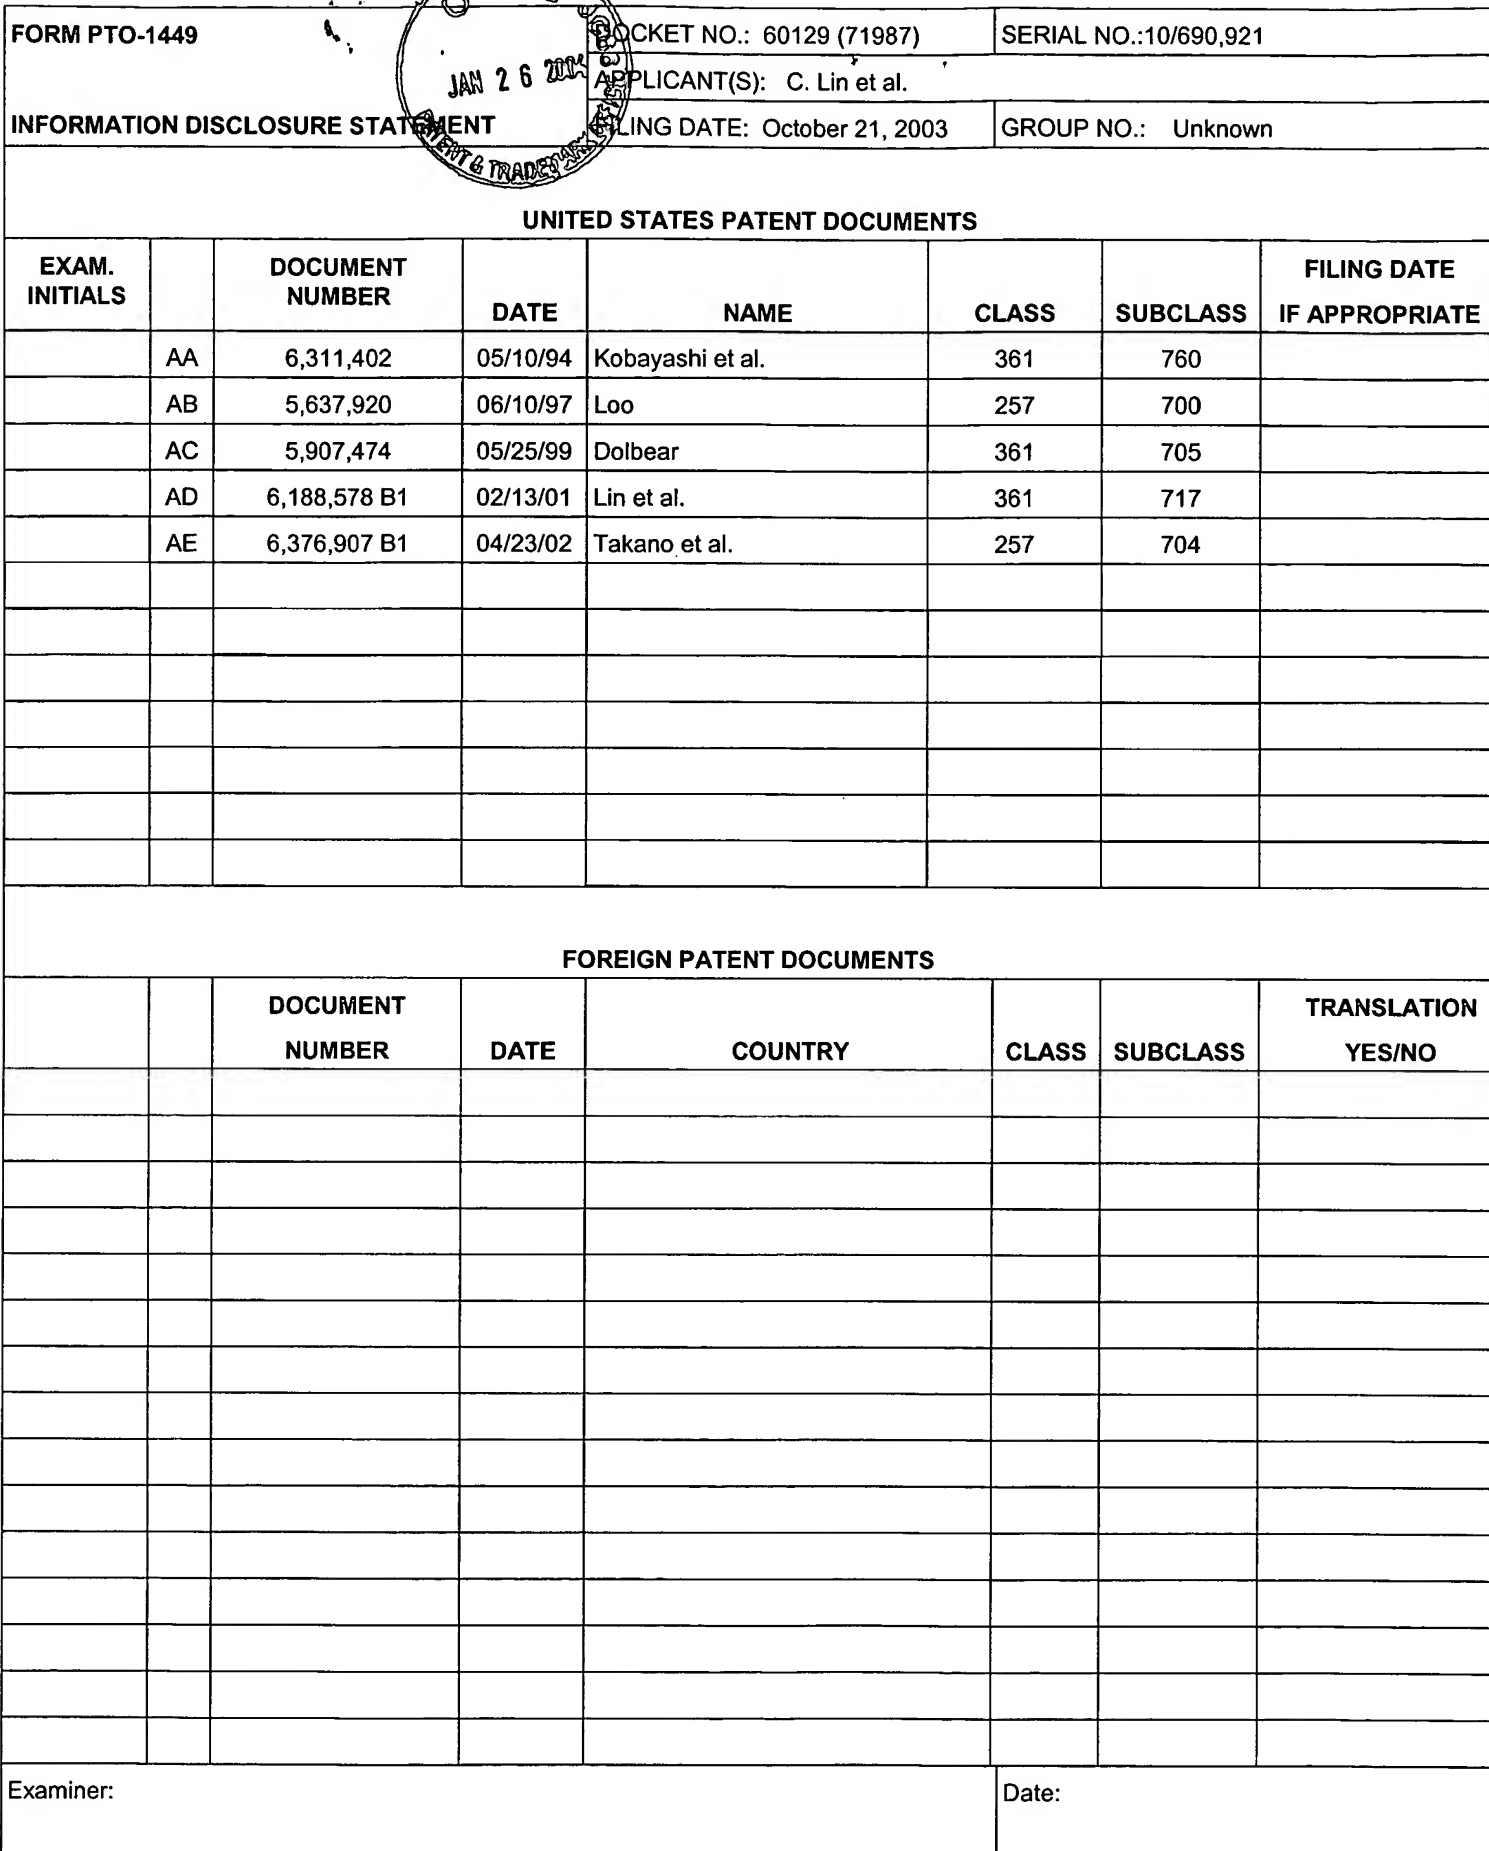 FORM PTO-1449
DOCKET NO.: 60129 (71987)
SERIAL NO.:10/690,921
JAN 26
APPLICANT(S): C. Lin et al.
INFORMATION DISCLOSURE STATEMENT
FILING DATE: October 21, 2003
GROUP NO.: Unknown
PATENT & TRADEMARK
UNITED STATES PATENT DOCUMENTS
EXAM. INITIALS DOCUMENT NUMBER DATE NAME CLASS SUBCLASS FILING DATE IF APPROPRIATE
AA 6,311,402 05/10/94 Kobayashi et al. 361 760
AB 5,637,920 06/10/97 Loo 257 700
AC 5,907,474 05/25/99 Dolbear 361 705
AD 6,188,578 B1 02/13/01 Lin et al. 361 717
AE 6,376,907 B1 04/23/02 Takano et al. 257 704
FOREIGN PATENT DOCUMENTS
DOCUMENT NUMBER DATE COUNTRY CLASS SUBCLASS TRANSLATION YES/NO
Examiner:
Date: